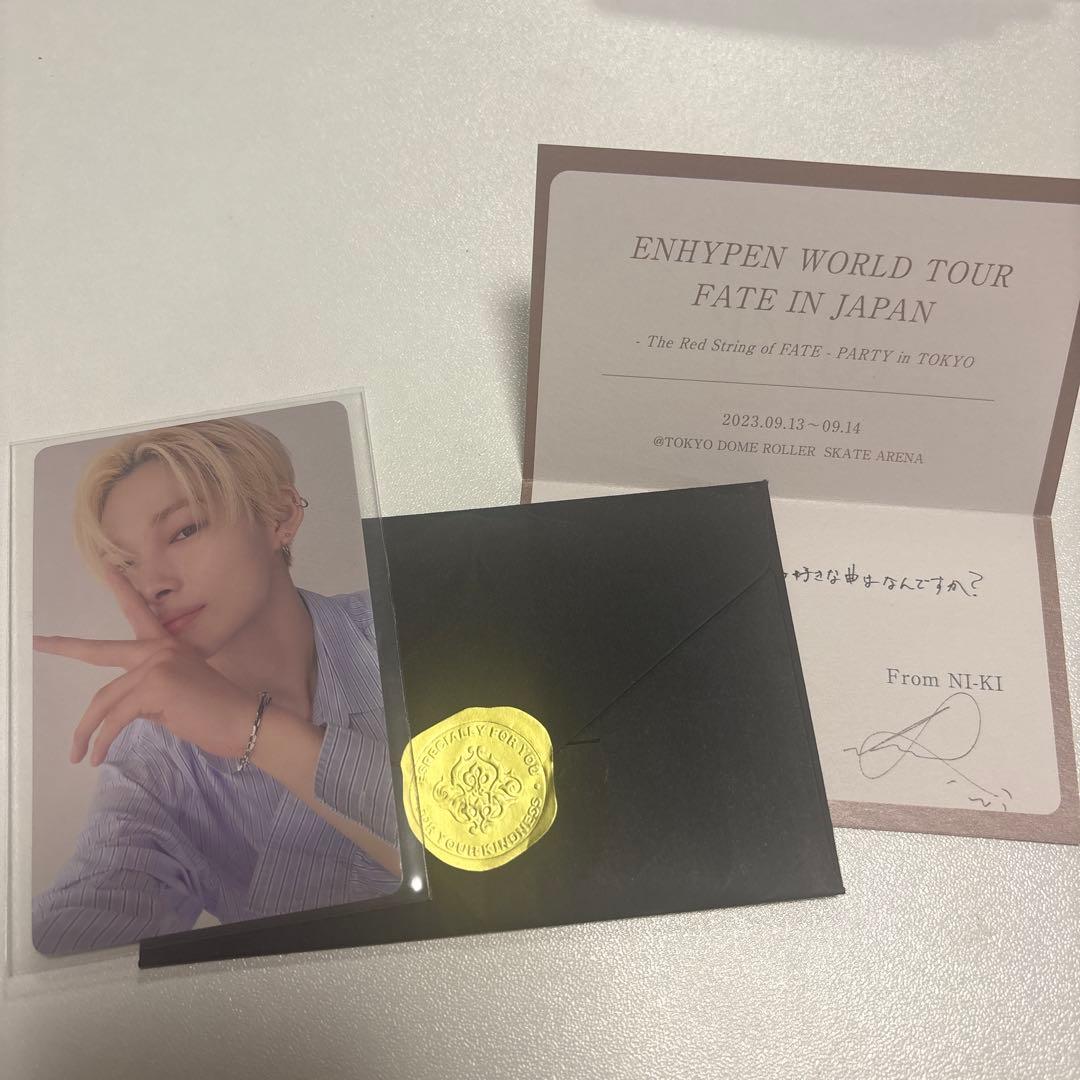 ENHYPEN WORLD TOUR
FATE IN JAPAN
- The Red String of FATE - PARTY in TOKYO
2023.09.13～09.14
@TOKYO DOME ROLLER SKATE ARENA
好きな曲はなんですか?
From NI-KI
ESPECIALLY FOR YOU
FOR YOUR KINDNESS